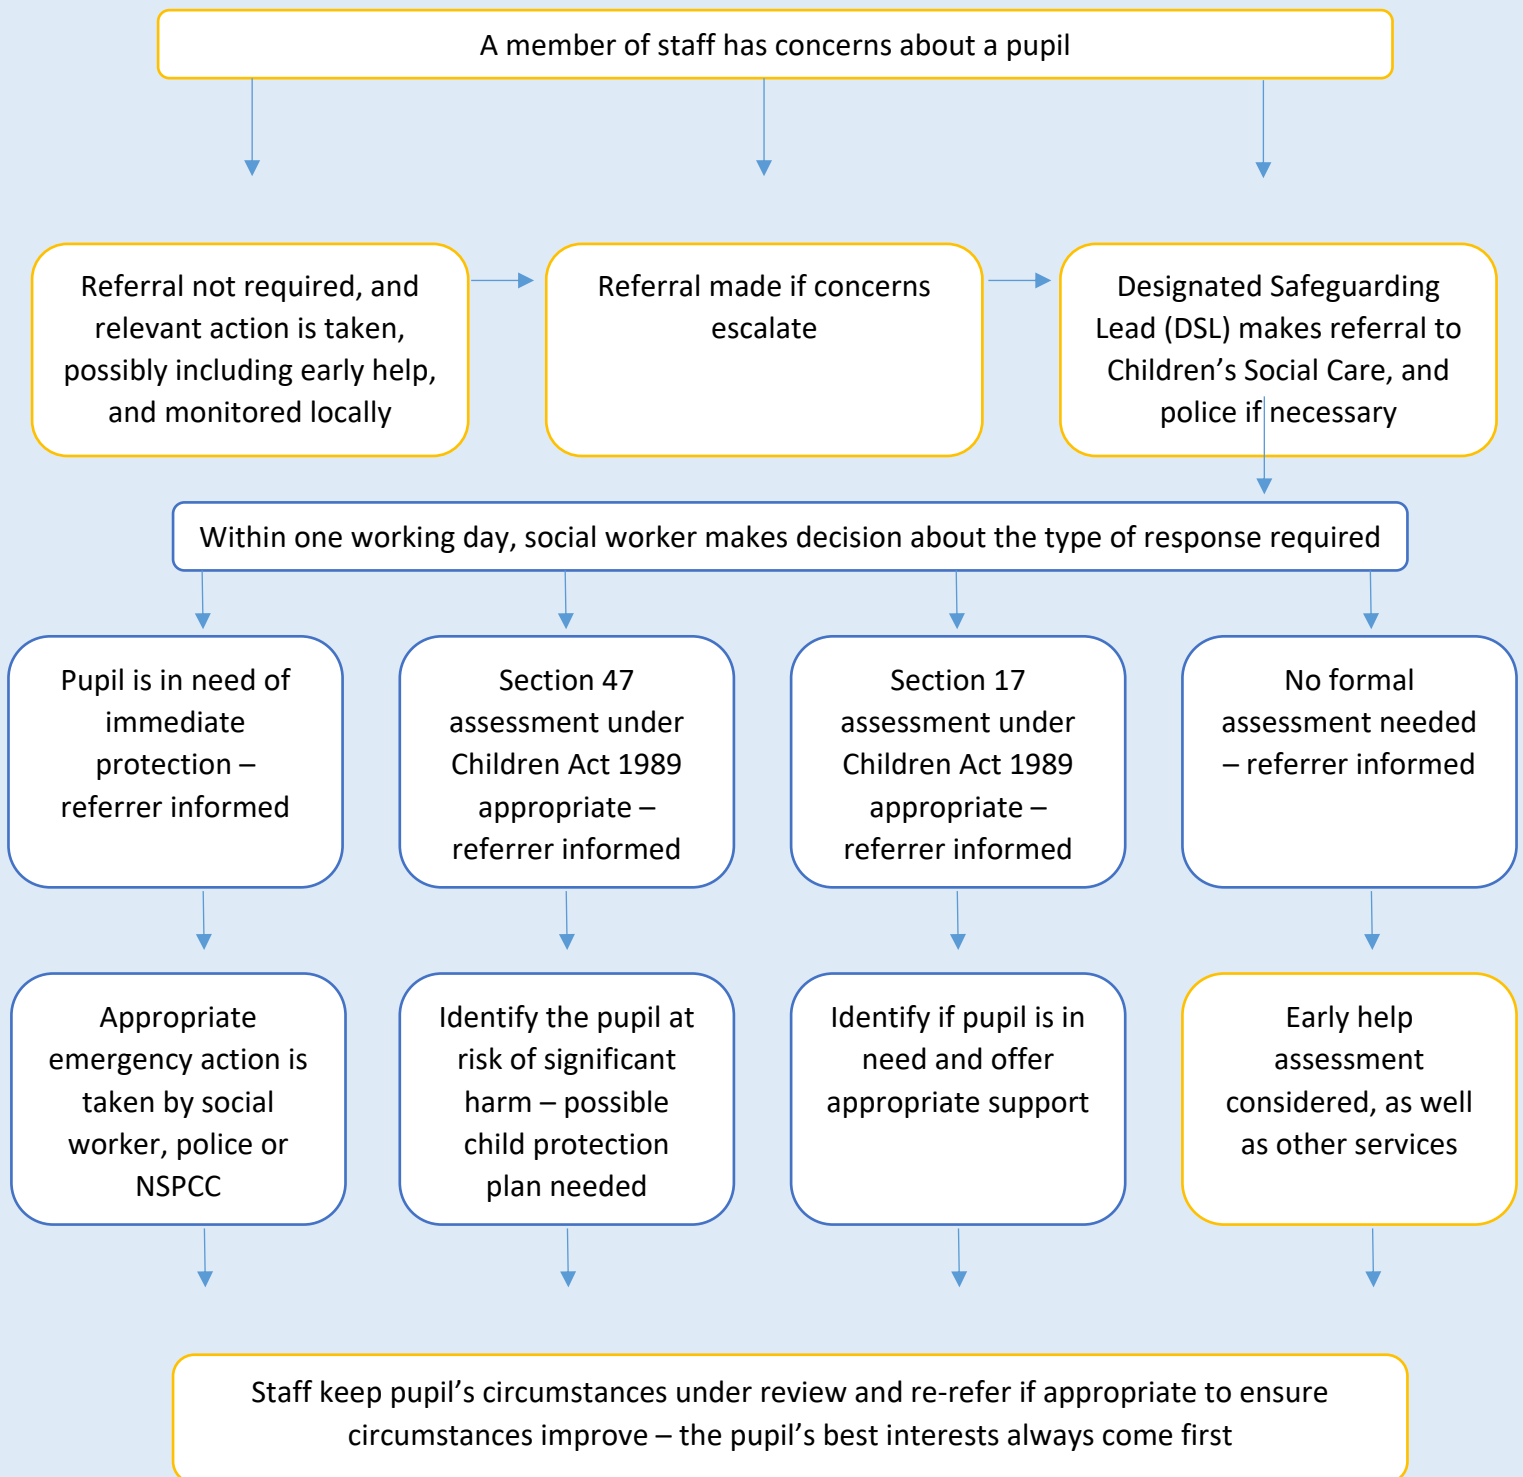 A member of staff has concerns about a pupil
Referral not required, and
relevant action is taken,
possibly including early help,
and monitored locally
Referral made if concerns
escalate
Designated Safeguarding
Lead (DSL) makes referral to
Children’s Social Care, and
police if necessary
Within one working day, social worker makes decision about the type of response required
Pupil is in need of
immediate
protection –
referrer informed
Section 47
assessment under
Children Act 1989
appropriate –
referrer informed
Section 17
assessment under
Children Act 1989
appropriate –
referrer informed
No formal
assessment needed
– referrer informed
Appropriate
emergency action is
taken by social
worker, police or
NSPCC
Identify the pupil at
risk of significant
harm – possible
child protection
plan needed
Identify if pupil is in
need and offer
appropriate support
Early help
assessment
considered, as well
as other services
Staff keep pupil’s circumstances under review and re-refer if appropriate to ensure
circumstances improve – the pupil’s best interests always come first